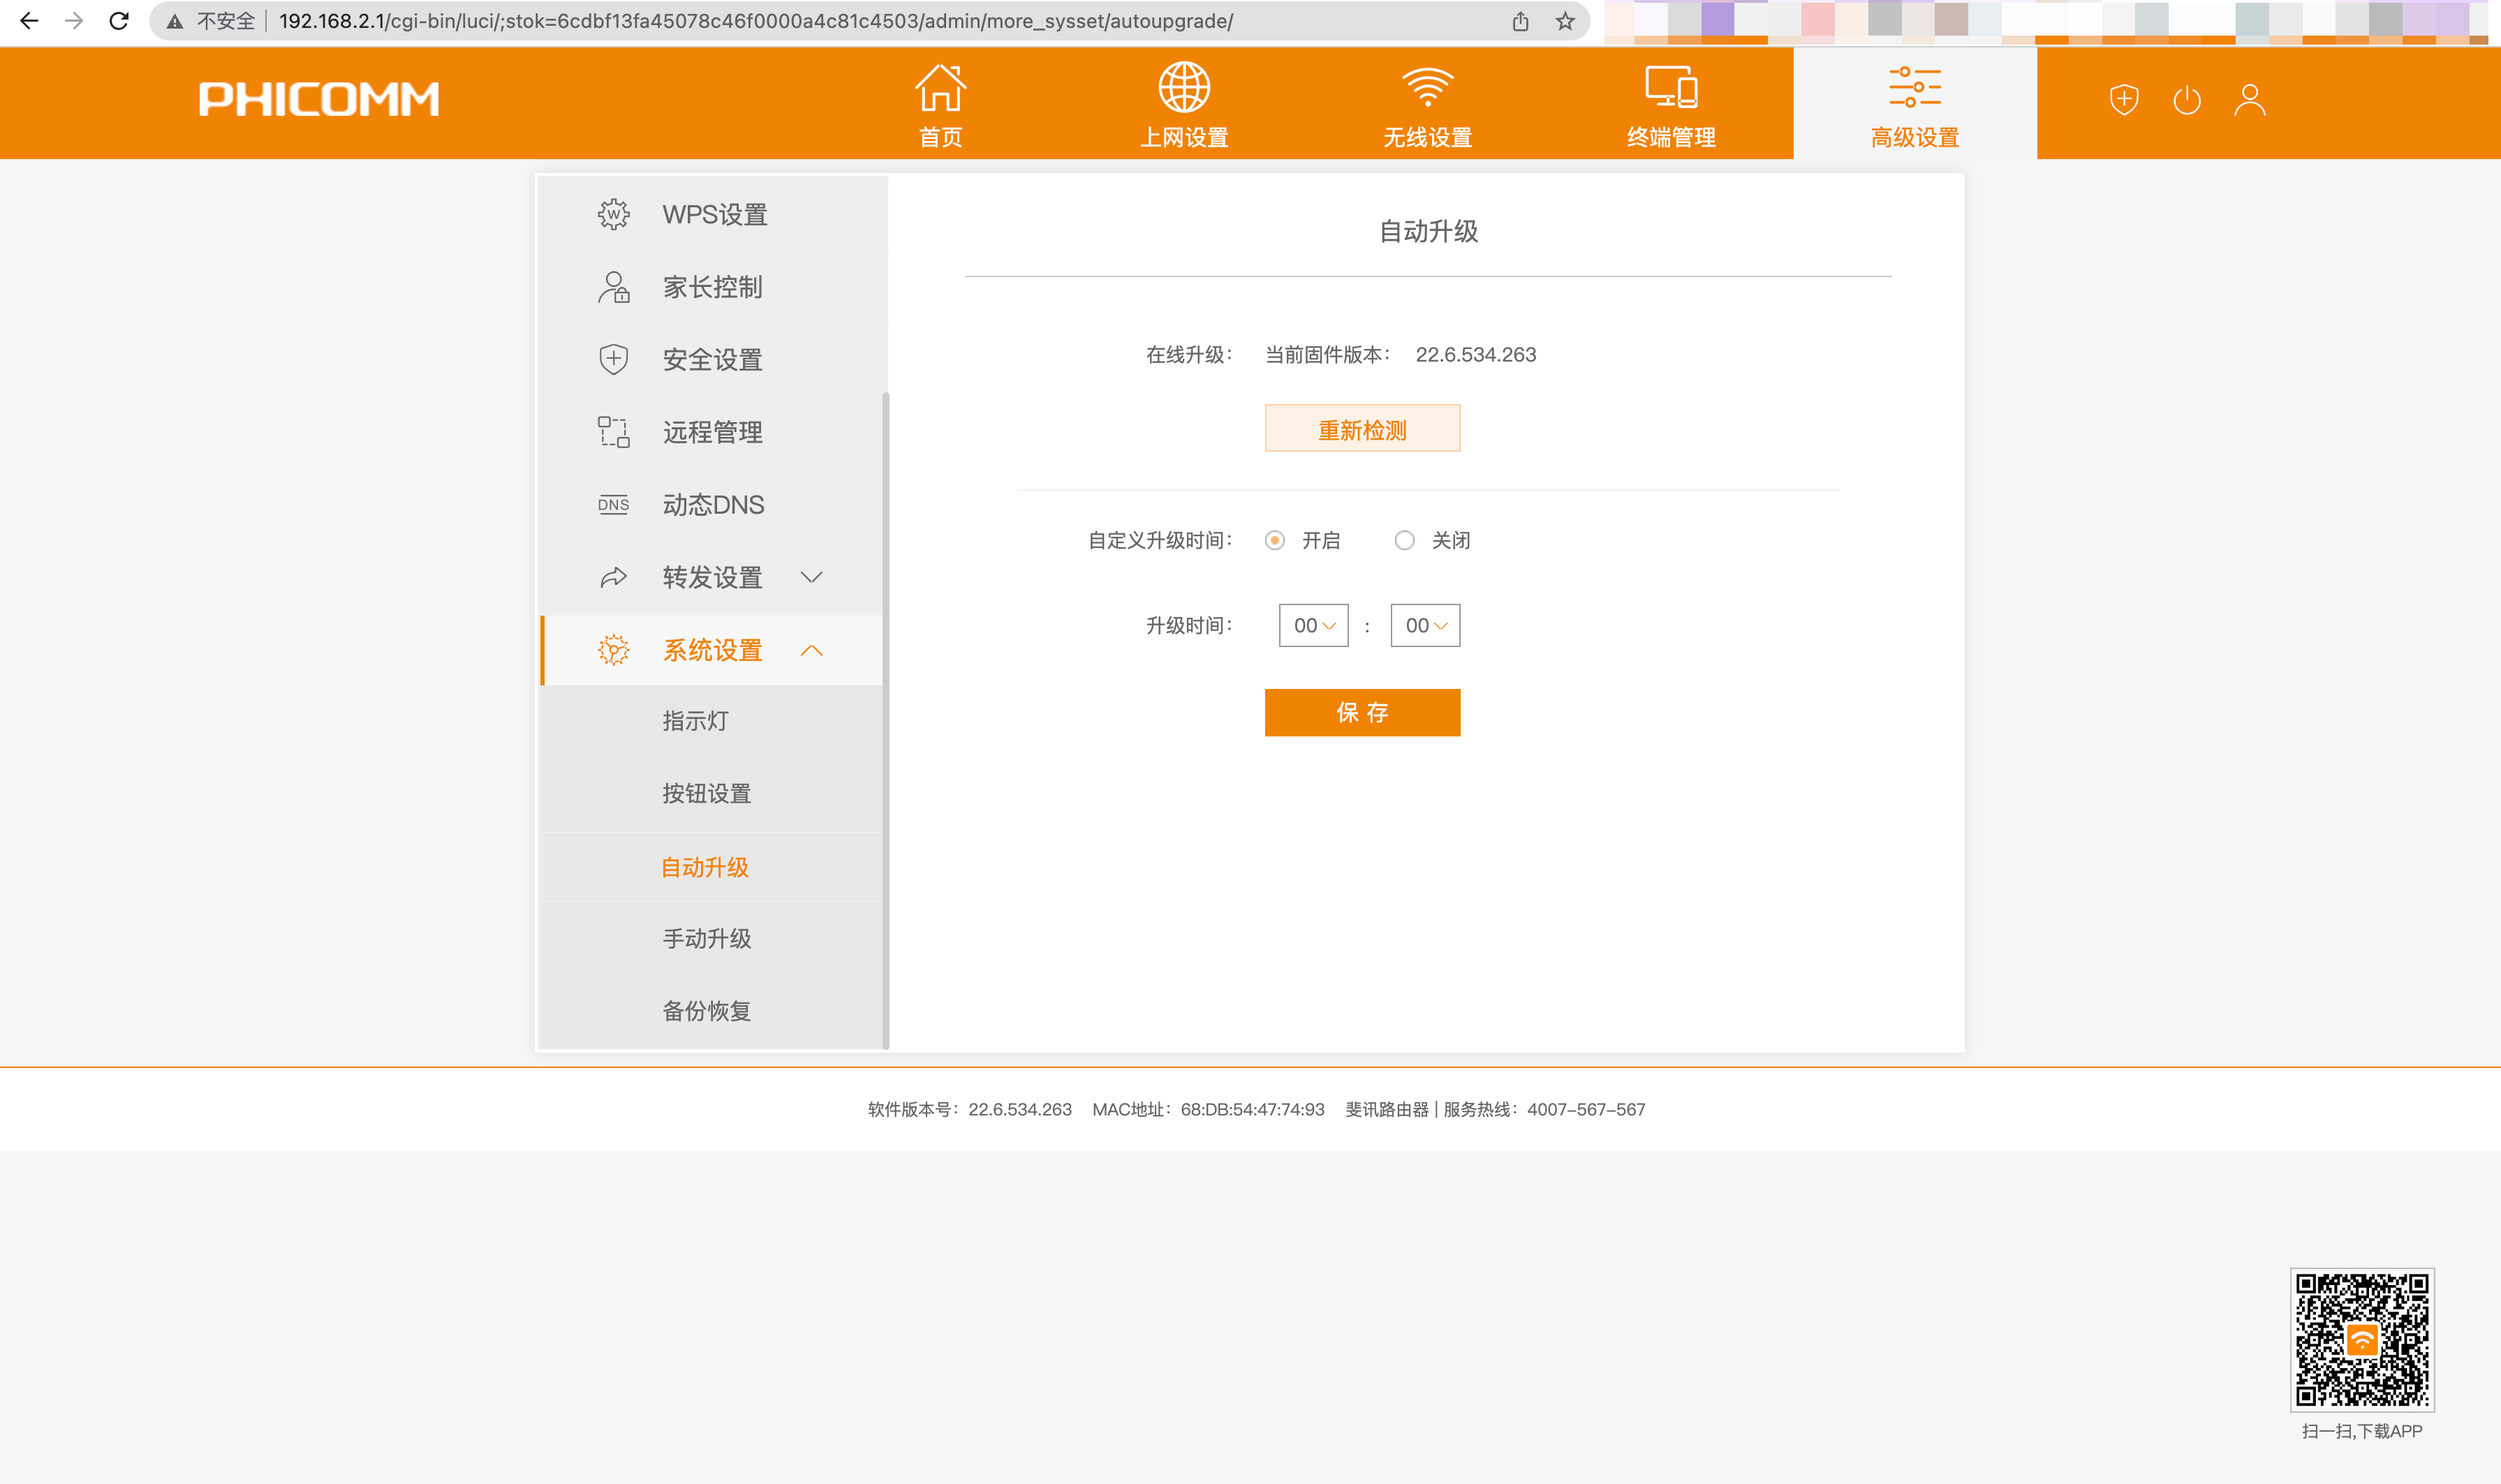 不安全 192.168.2.1/cgi-bin/luci/;stok=6cdbf13fa45078c46f0000a4c81c4503/admin/more_sysset/autoupgrade/
PHICOMM
首页
上网设置
无线设置
终端管理
高级设置
W
WPS设置
家长控制
安全设置
远程管理
DNS
动态DNS
转发设置
系统设置
指示灯
按钮设置
自动升级
手动升级
备份恢复
自动升级
在线升级： 当前固件版本： 22.6.534.263
重新检测
自定义升级时间： 开启 关闭
升级时间： 00 : 00
保 存
软件版本号：22.6.534.263 MAC地址：68:DB:54:47:74:93 斐讯路由器 | 服务热线：4007-567-567
扫一扫,下载APP